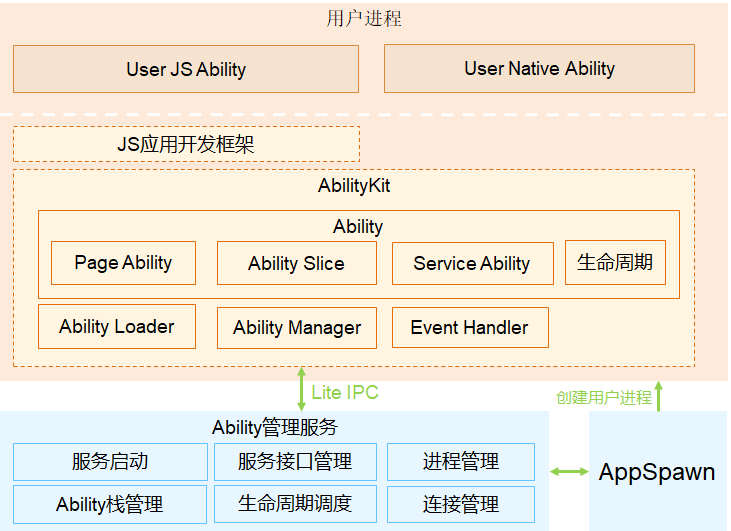 用户进程
User JS Ability
User Native Ability
JS应用开发框架
AbilityKit
Ability
Page Ability
Ability Slice
Service Ability
生命周期
Ability Loader
Ability Manager
Event Handler
Lite IPC
创建用户进程
Ability管理服务
服务启动
服务接口管理
进程管理
Ability栈管理
生命周期调度
连接管理
AppSpawn